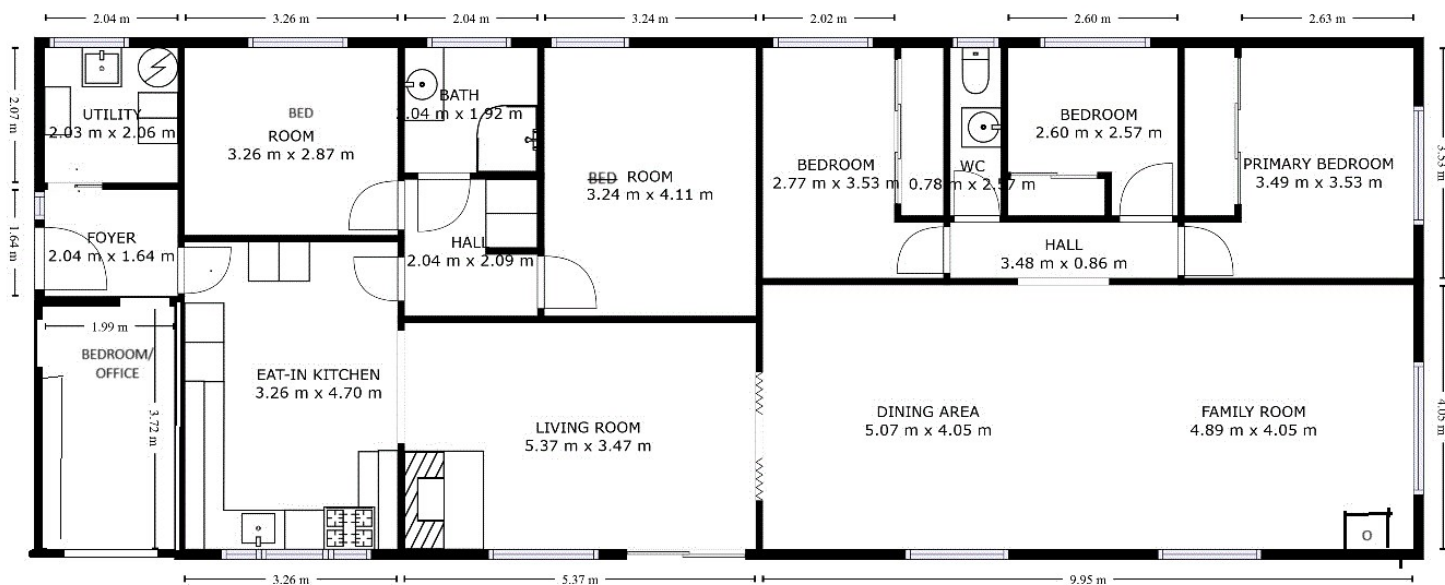 2.04 m
3.26 m
2.04 m
3.24 m
2.02 m
2.60 m
2.63 m
2.07 m
1.64 m
UTILITY
2.03 m x 2.06 m
BED
ROOM
3.26 m x 2.87 m
BATH
2.04 m x 1.92 m
BED ROOM
3.24 m x 4.11 m
BEDROOM
2.77 m x 3.53 m
WC
0.78 m x 2.57 m
BEDROOM
2.60 m x 2.57 m
PRIMARY BEDROOM
3.49 m x 3.53 m
3.53 m
FOYER
2.04 m x 1.64 m
HALL
2.04 m x 2.09 m
HALL
3.48 m x 0.86 m
1.99 m
BEDROOM/
OFFICE
3.72 m
EAT-IN KITCHEN
3.26 m x 4.70 m
LIVING ROOM
5.37 m x 3.47 m
DINING AREA
5.07 m x 4.05 m
FAMILY ROOM
4.89 m x 4.05 m
4.05 m
O
3.26 m
5.37 m
9.95 m